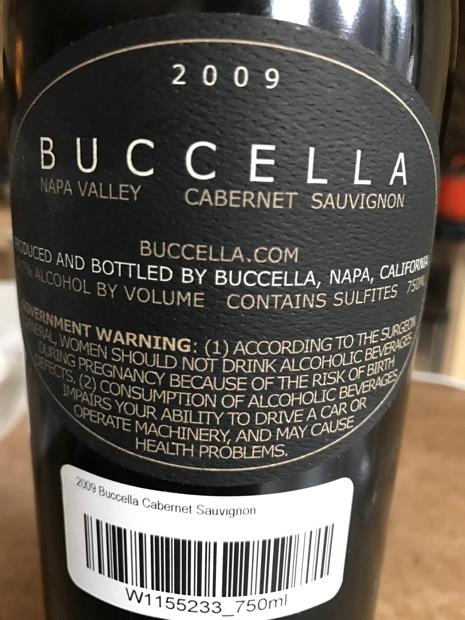 2009
BUCCELLA
NAPA VALLEY CABERNET SAUVIGNON
BUCCELLA.COM
PRODUCED AND BOTTLED BY BUCCELLA, NAPA, CALIFORNIA
% ALCOHOL BY VOLUME CONTAINS SULFITES 750ML
GOVERNMENT WARNING: (1) ACCORDING TO THE SURGEON
GENERAL, WOMEN SHOULD NOT DRINK ALCOHOLIC BEVERAGES
DURING PREGNANCY BECAUSE OF THE RISK OF BIRTH
DEFECTS. (2) CONSUMPTION OF ALCOHOLIC BEVERAGES
IMPAIRS YOUR ABILITY TO DRIVE A CAR OR
OPERATE MACHINERY, AND MAY CAUSE
HEALTH PROBLEMS.
2009 Buccella Cabernet Sauvignon
W1155233_750ml